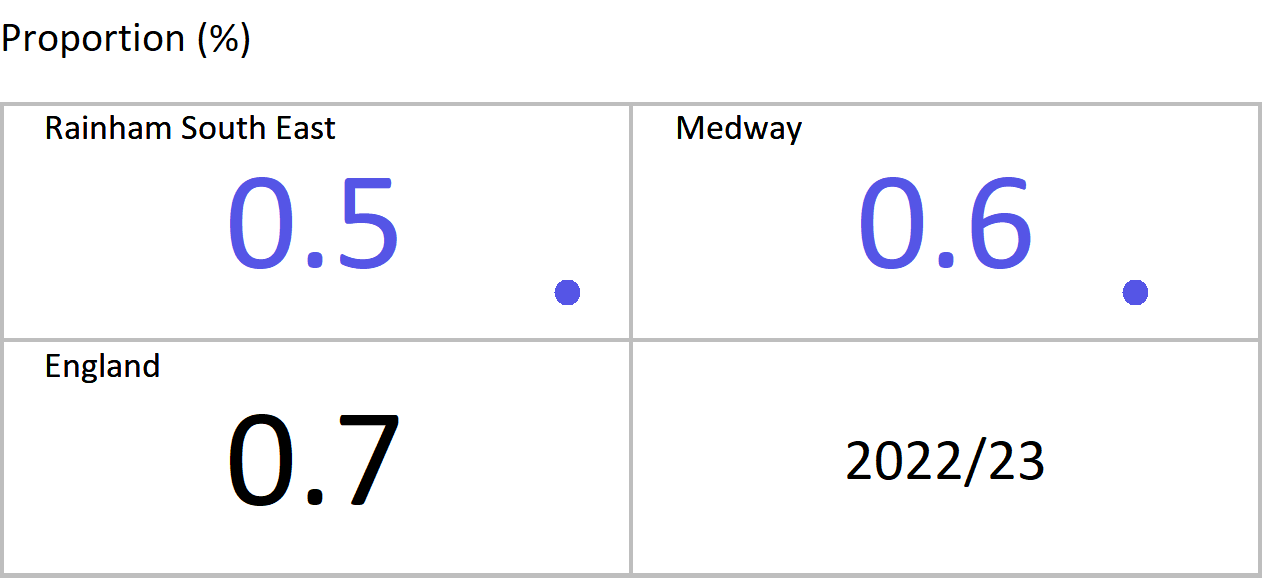 Proportion (%)
Rainham South East
0.5
Medway
0.6
England
0.7
2022/23